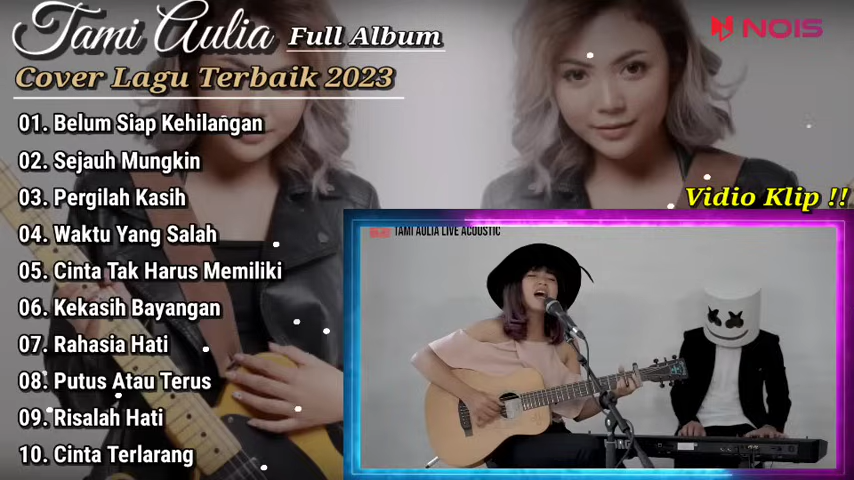 Tami Aulia Full Album
NOIS
Cover Lagu Terbaik 2023
01. Belum Siap Kehilangan
02. Sejauh Mungkin
03. Pergilah Kasih
Vidio Klip !!
04. Waktu Yang Salah
TAMI AULIA LIVE ACOUSTIC
05. Cinta Tak Harus Memiliki
06. Kekasih Bayangan
07. Rahasia Hati
08. Putus Atau Terus
09. Risalah Hati
10. Cinta Terlarang